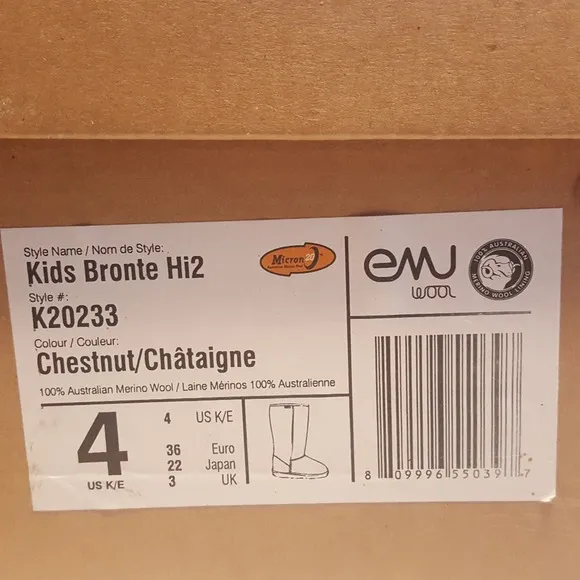 Style Name / Nom de Style:
Kids Bronte Hi2
Style #:
K20233
Colour / Couleur:
Chestnut/Châtaigne
100% Australian Merino Wool / Laine Mérinos 100% Australienne
Micron 20
emu
wool
100% AUSTRALIAN
MERINO WOOL LINING
4
US K/E
4 US K/E
36 Euro
22 Japan
3 UK
8 09996 55039 7